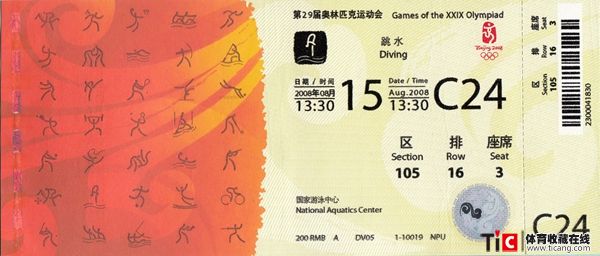 第29届奥林匹克运动会 Games of the XXIX Olympiad
跳水
Diving
Beijing 2008
日期 / 时间
2008年08月
13:30
15
Date / Time
Aug.2008
13:30
C24
区 排 座席
Section Row Seat
105 16 3
国家游泳中心
National Aquatics Center
200 RMB A DV05 1-10019 NPU
座席 Seat 3
排 Row 16
区 Section 105
2300041830
C24
TiC 体育收藏在线
www.ticang.com